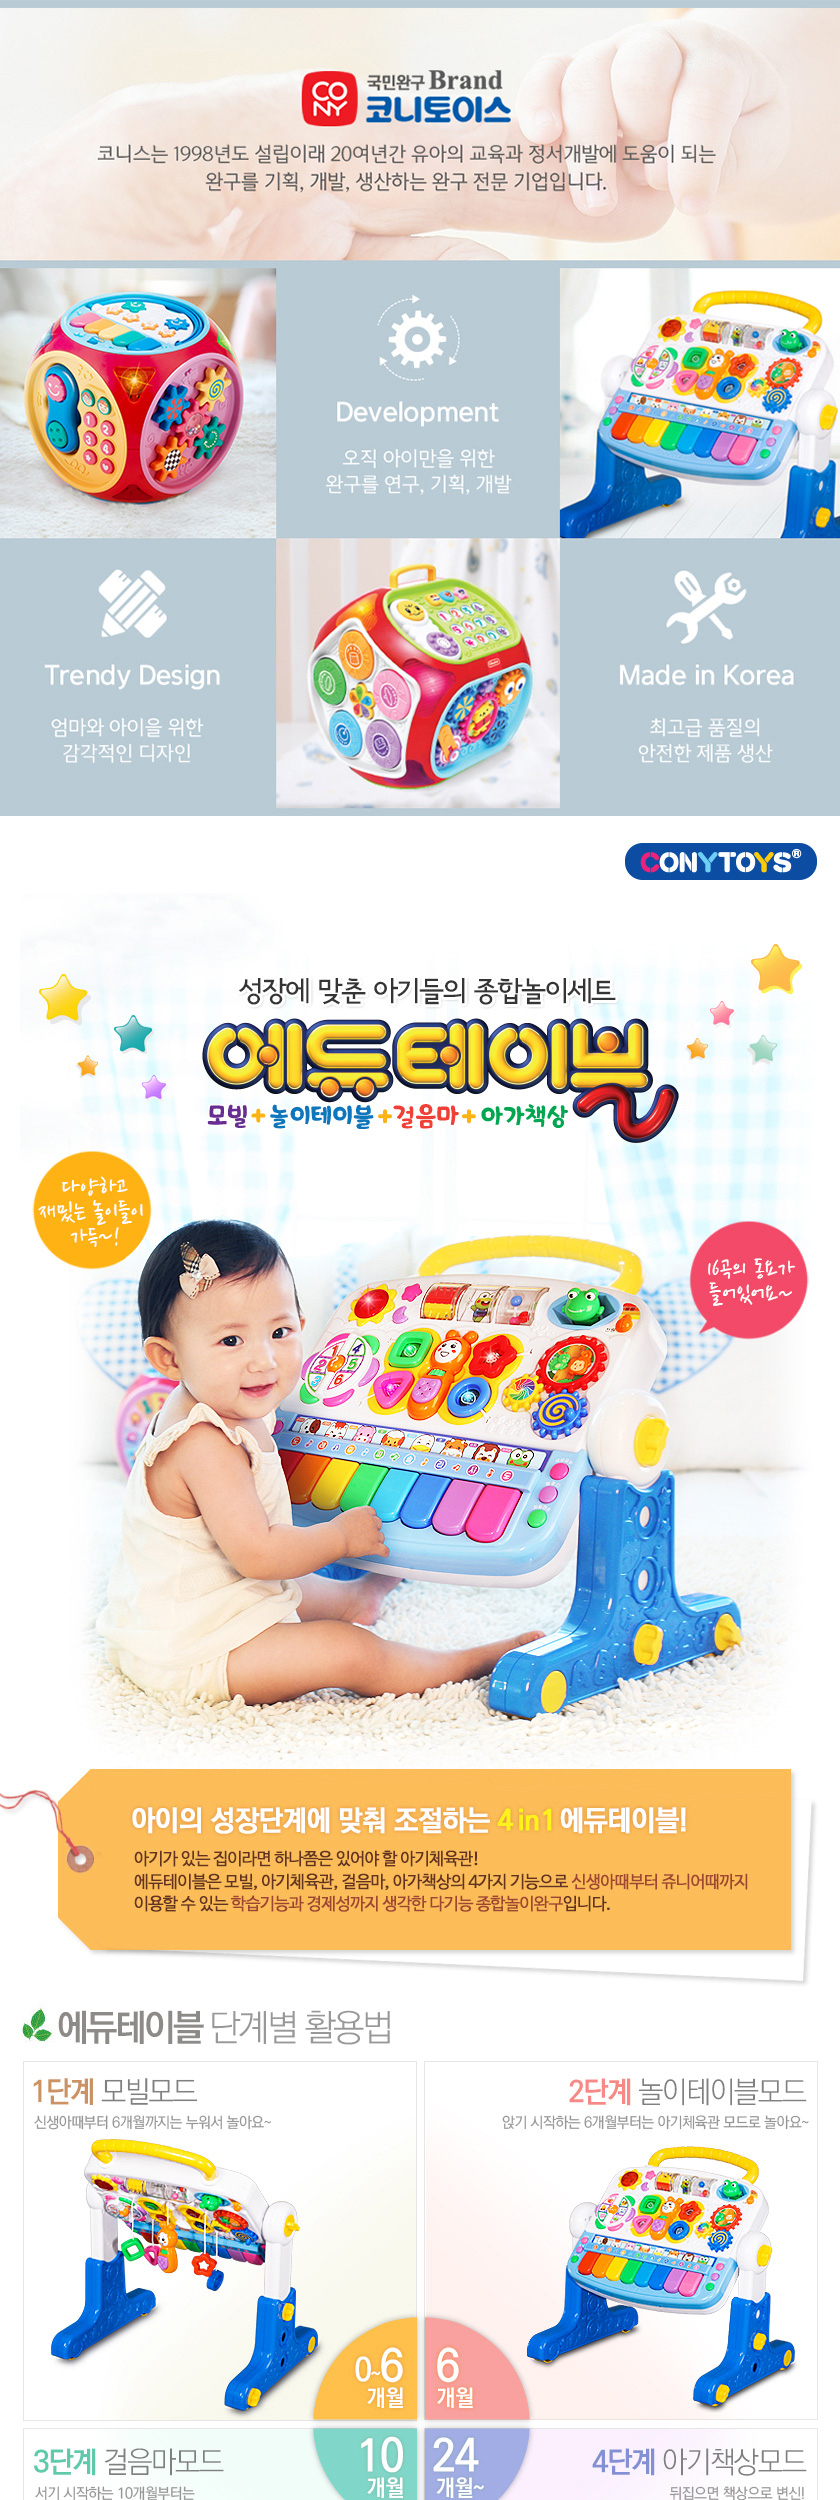 CONY
국민완구 Brand
코니토이스
코니스는 1998년도 설립이래 20여년간 유아의 교육과 정서개발에 도움이 되는
완구를 기획, 개발, 생산하는 완구 전문 기업입니다.
Development
오직 아이만을 위한
완구를 연구, 기획, 개발
Trendy Design
엄마와 아이을 위한
감각적인 디자인
Made in Korea
최고급 품질의
안전한 제품 생산
CONYTOYS®
성장에 맞춘 아기들의 종합놀이세트
에듀테이블
모빌+놀이테이블+걸음마+아가책상
다양하고
재밌는 놀이들이
가득~!
16곡의 동요가
들어있어요~
1 4
2 5
3 6
아이의 성장단계에 맞춰 조절하는 4 in1 에듀테이블!
아기가 있는 집이라면 하나쯤은 있어야 할 아기체육관!
에듀테이블은 모빌, 아기체육관, 걸음마, 아가책상의 4가지 기능으로 신생아때부터 쥬니어때까지
이용할 수 있는 학습기능과 경제성까지 생각한 다기능 종합놀이완구입니다.
에듀테이블 단계별 활용법
1단계 모빌모드
신생아때부터 6개월까지는 누워서 놀아요~
0~6
개월
2단계 놀이테이블모드
앉기 시작하는 6개월부터는 아기체육관 모드로 놀아요~
6
개월
3단계 걸음마모드
서기 시작하는 10개월부터는
10
개월
24
개월~
4단계 아기책상모드
뒤집으면 책상으로 변신!